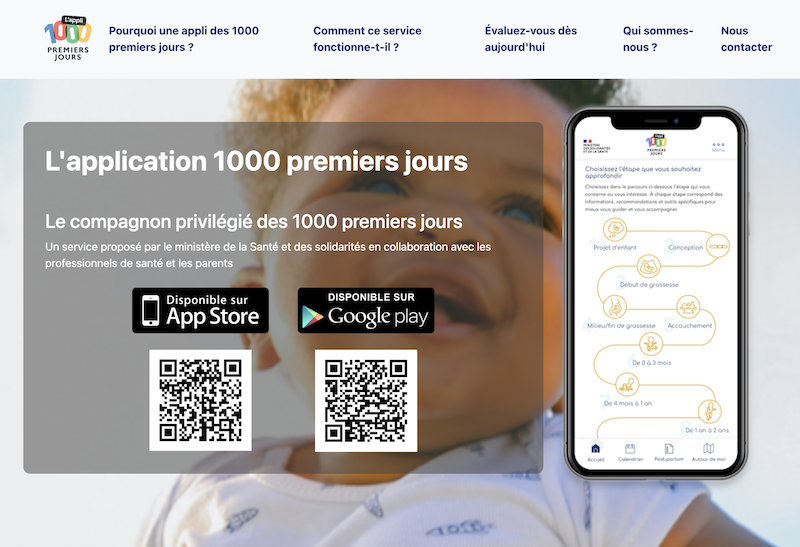 L'appli
1000
PREMIERS
JOURS
Pourquoi une appli des 1000
premiers jours ?
Comment ce service
fonctionne-t-il ?
Évaluez-vous dès
aujourd'hui
Qui sommes-
nous ?
Nous
contacter
L'application 1000 premiers jours
Le compagnon privilégié des 1000 premiers jours
Un service proposé par le ministère de la Santé et des solidarités en collaboration avec les
professionnels de santé et les parents
Disponible sur
App Store
DISPONIBLE SUR
Google play
MINISTÈRE
DES SOLIDARITÉS
ET DE LA SANTÉ
1000
PREMIERS
JOURS
Menu
Choisissez l'étape que vous souhaitez
approfondir
Choisissez dans le parcours ci-dessous l'étape qui vous
concerne ou vous intéresse. À chaque étape correspond des
informations, recommandations et outils spécifiques pour
mieux vous guider et vous accompagner.
Projet d'enfant
Conception
Début de grossesse
Milieu/fin de grossesse
Accouchement
De 0 à 3 mois
De 4 mois à 1 an
De 1 an à 2 ans
Accueil
Calendrier
Post-partum
Autour de moi